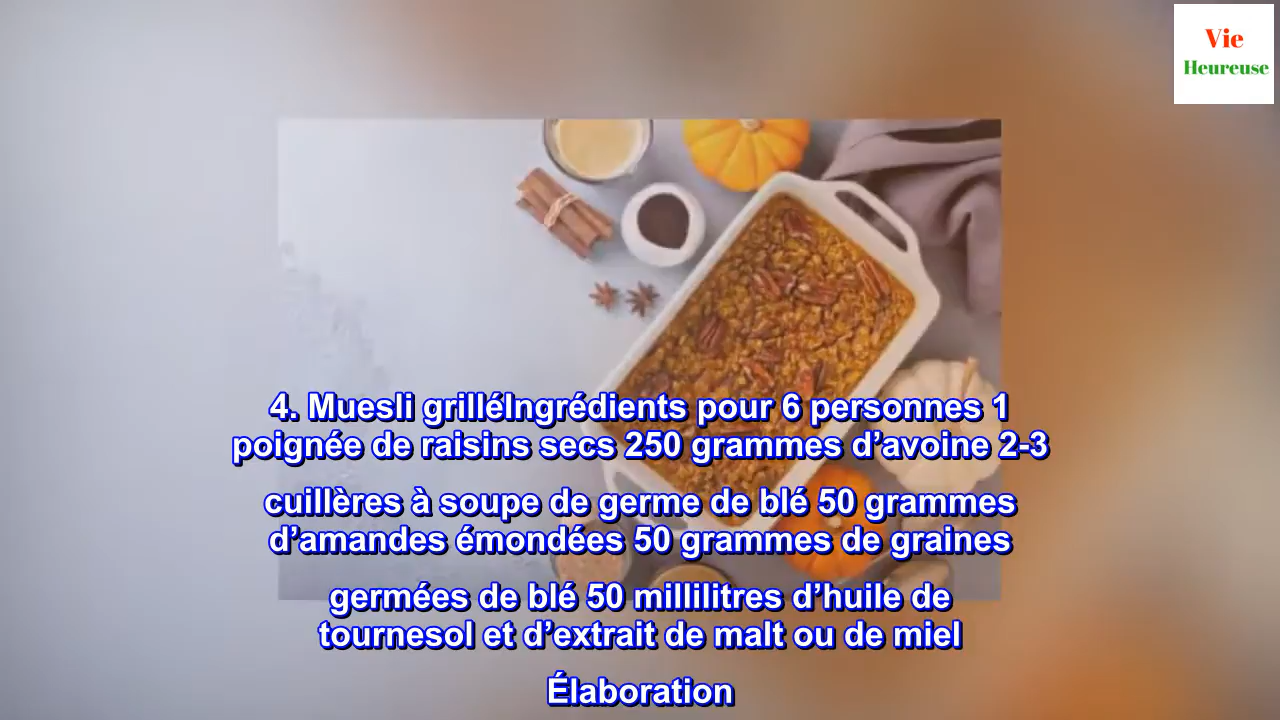 Vie
Heureuse
4. Muesli grilléIngrédients pour 6 personnes 1
poignée de raisins secs 250 grammes d’avoine 2-3
cuillères à soupe de germe de blé 50 grammes
d’amandes émondées 50 grammes de graines
germées de blé 50 millilitres d’huile de
tournesol et d’extrait de malt ou de miel
Élaboration